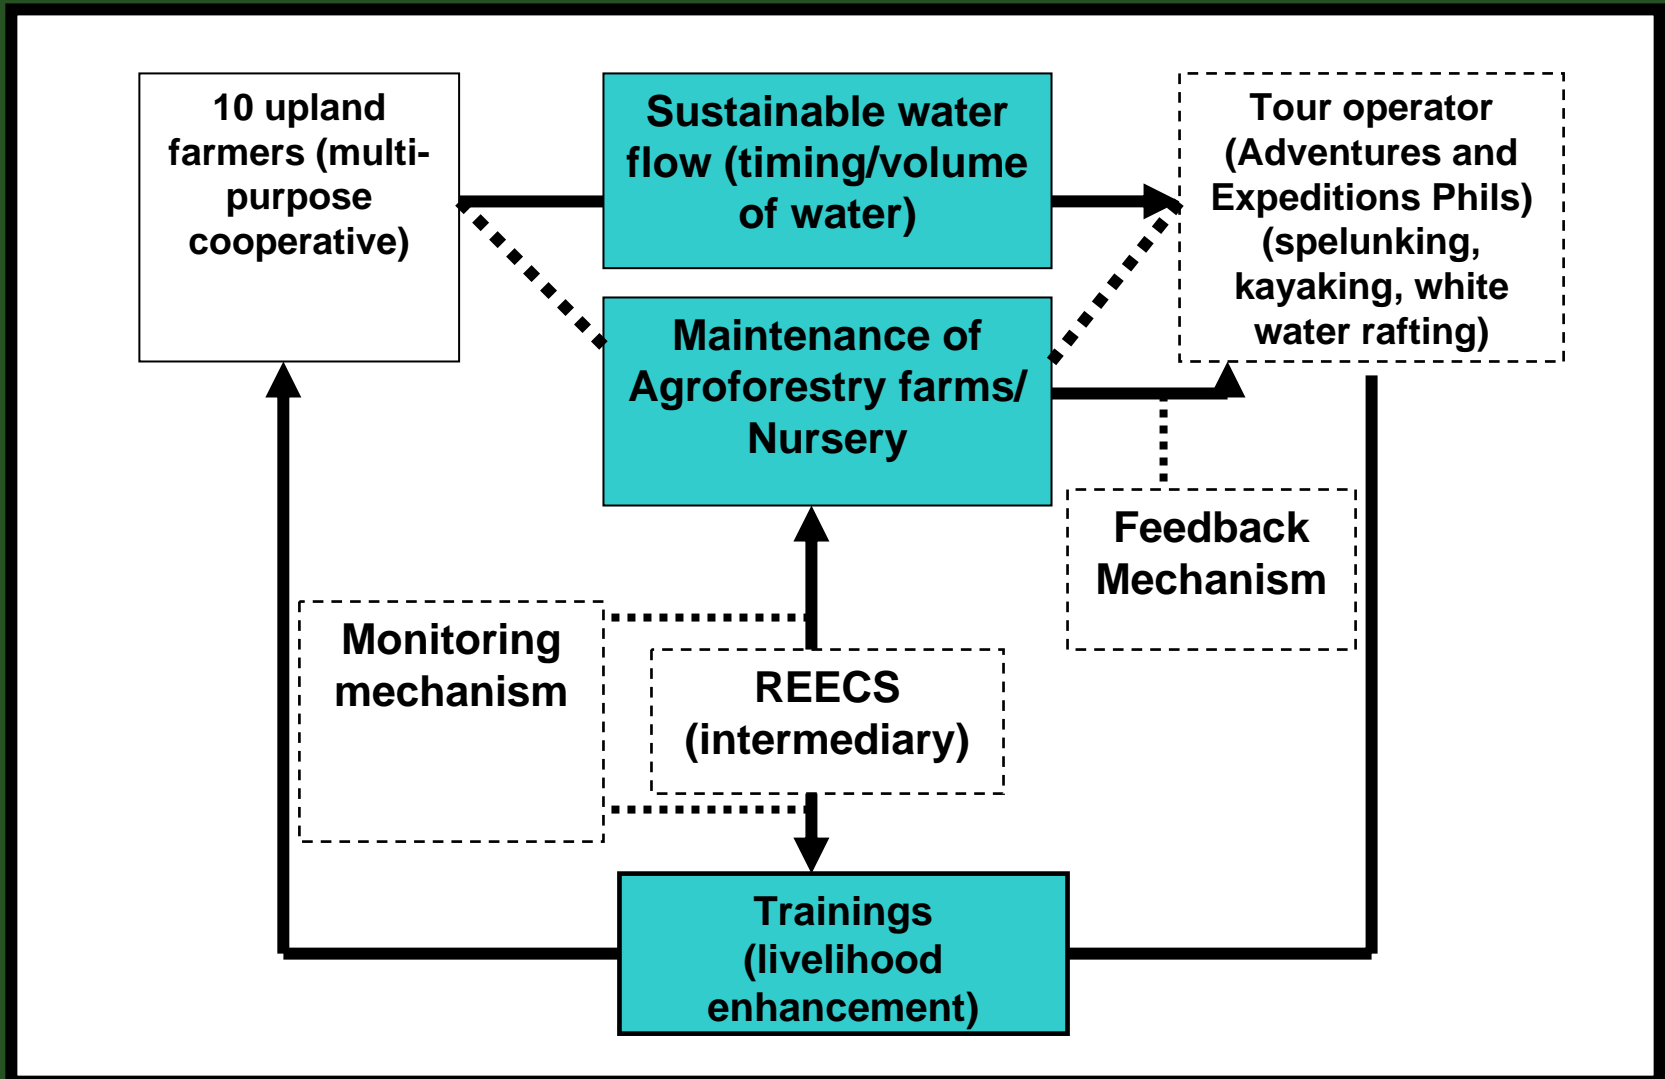 10 upland
farmers (multi-
purpose
cooperative)
Sustainable water
flow (timing/volume
of water)
Tour operator
(Adventures and
Expeditions Phils)
(spelunking,
kayaking, white
water rafting)
Maintenance of
Agroforestry farms/
Nursery
Feedback
Mechanism
Monitoring
mechanism
REECS
(intermediary)
Trainings
(livelihood
enhancement)